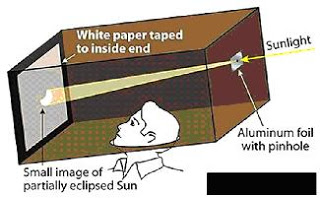 White paper taped
to inside end
Sunlight
Aluminum foil
with pinhole
Small image of
partially eclipsed Sun